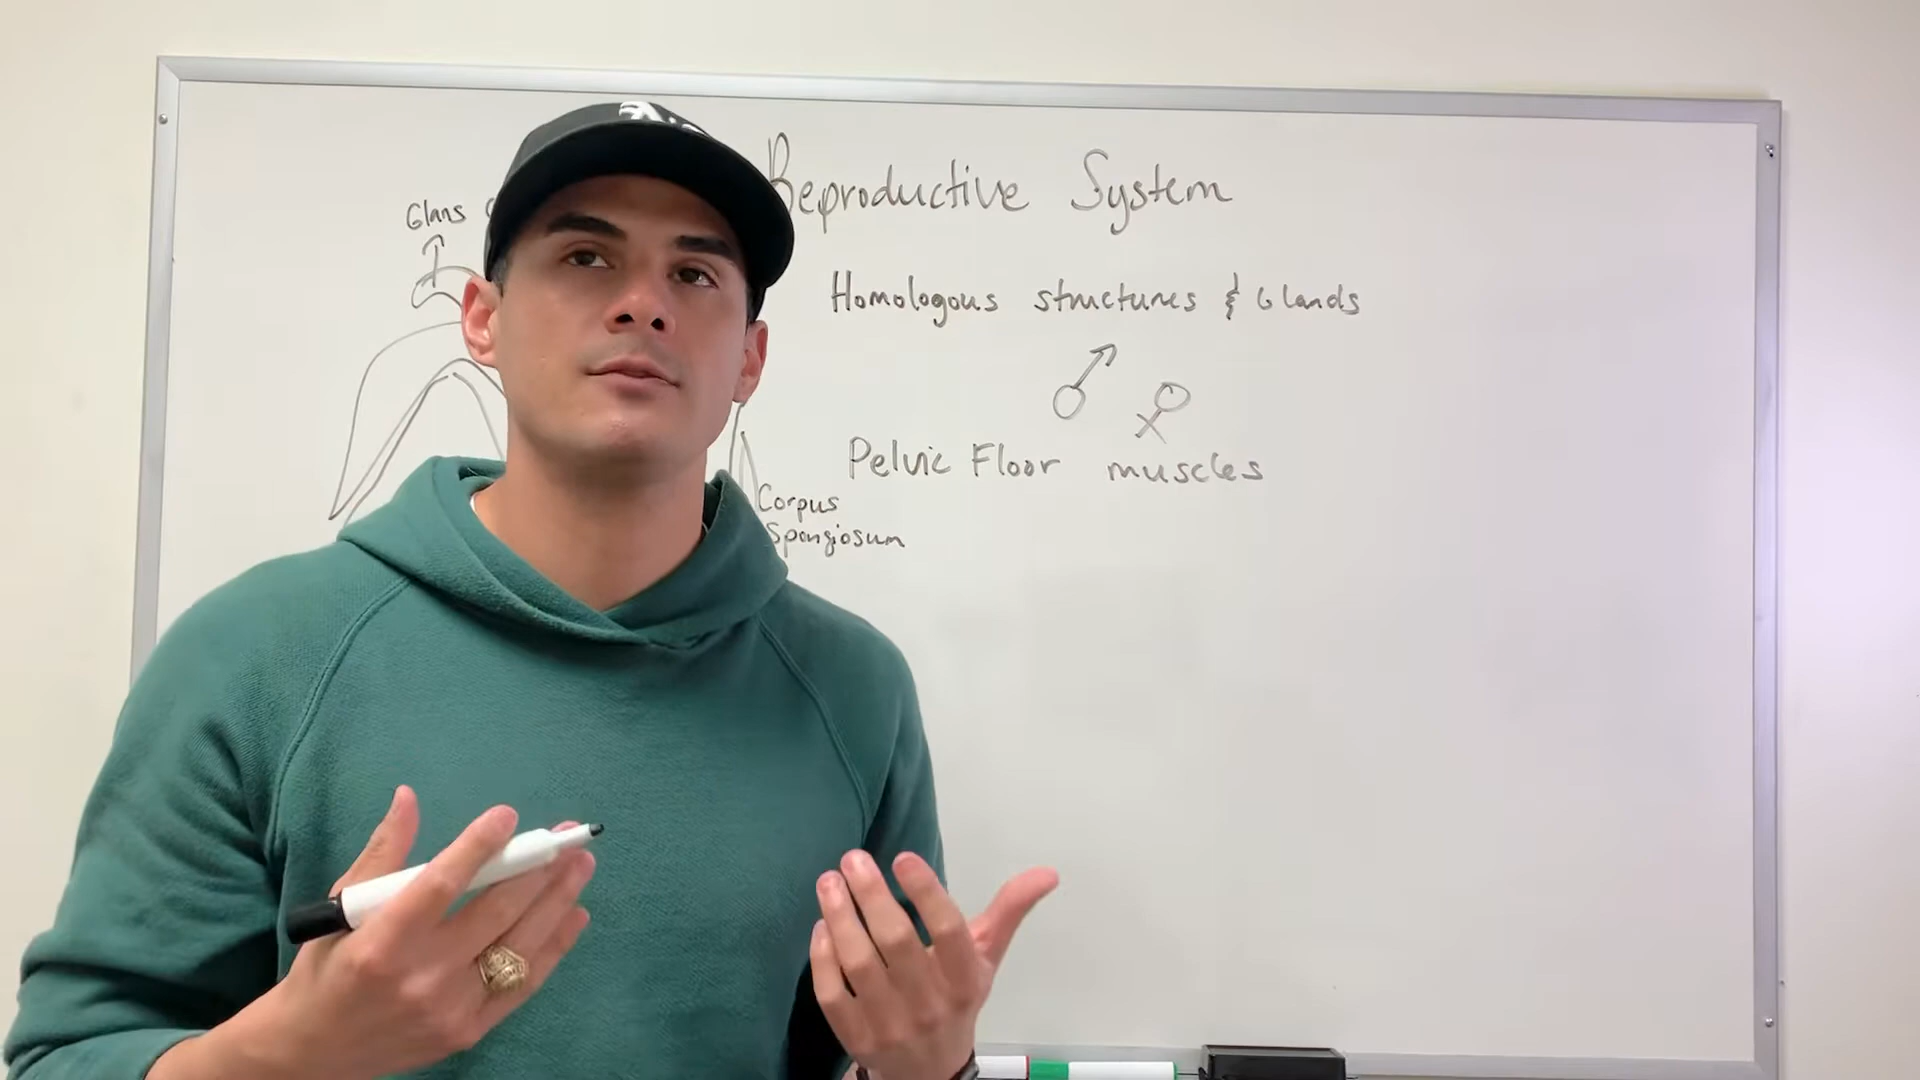 Reproductive System
Glans
Homologous structures & Glands
♂ ♀
Pelvic Floor muscles
Corpus
Spongiosum